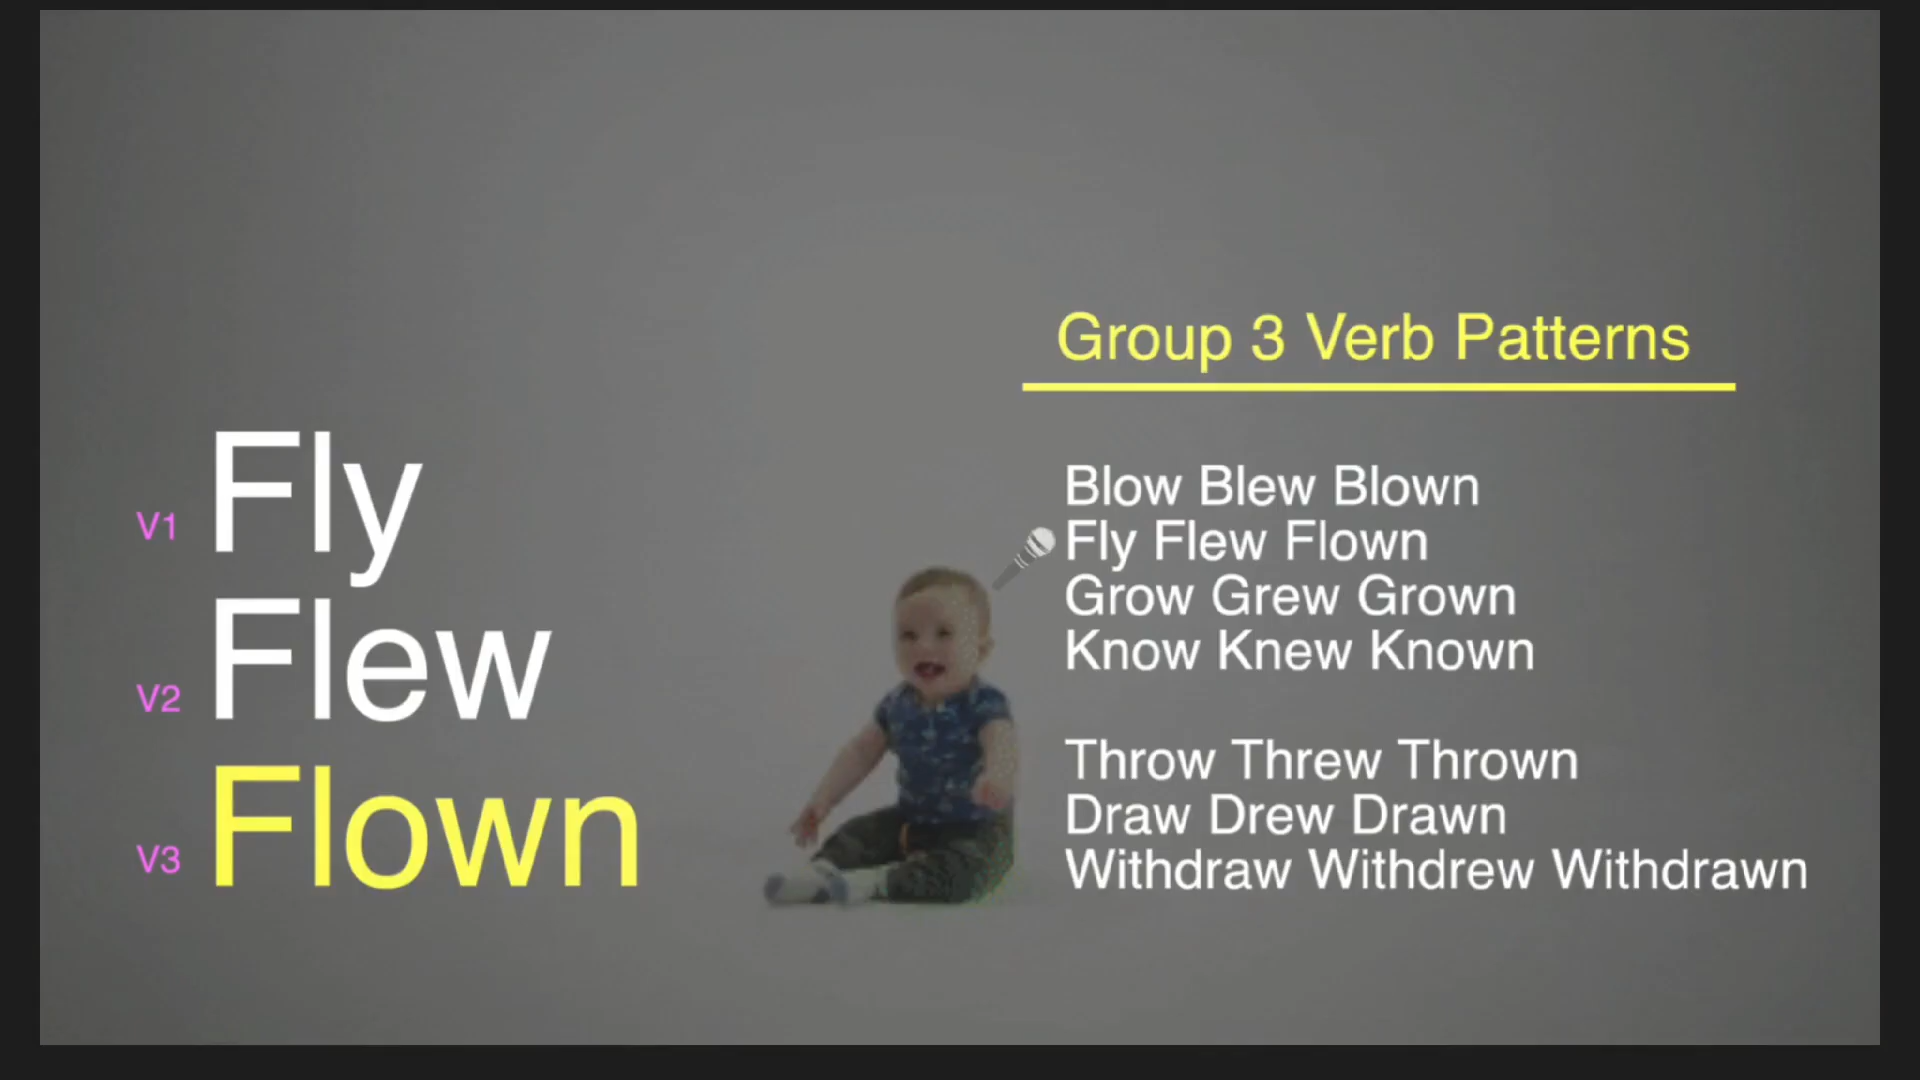 V1 Fly
V2 Flew
V3 Flown
Group 3 Verb Patterns
Blow Blew Blown
Fly Flew Flown
Grow Grew Grown
Know Knew Known
Throw Threw Thrown
Draw Drew Drawn
Withdraw Withdrew Withdrawn